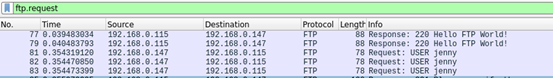 ftp.request
No. Time Source Destination Protocol Length Info
77 0.039483034 192.168.0.115 192.168.0.147 FTP 88 Response: 220 Hello FTP World!
79 0.040483793 192.168.0.115 192.168.0.147 FTP 88 Response: 220 Hello FTP World!
81 0.354319120 192.168.0.147 192.168.0.115 FTP 78 Request: USER jenny
82 0.354470850 192.168.0.147 192.168.0.115 FTP 78 Request: USER jenny
83 0.354473399 192.168.0.147 192.168.0.115 FTP 78 Request: USER jenny